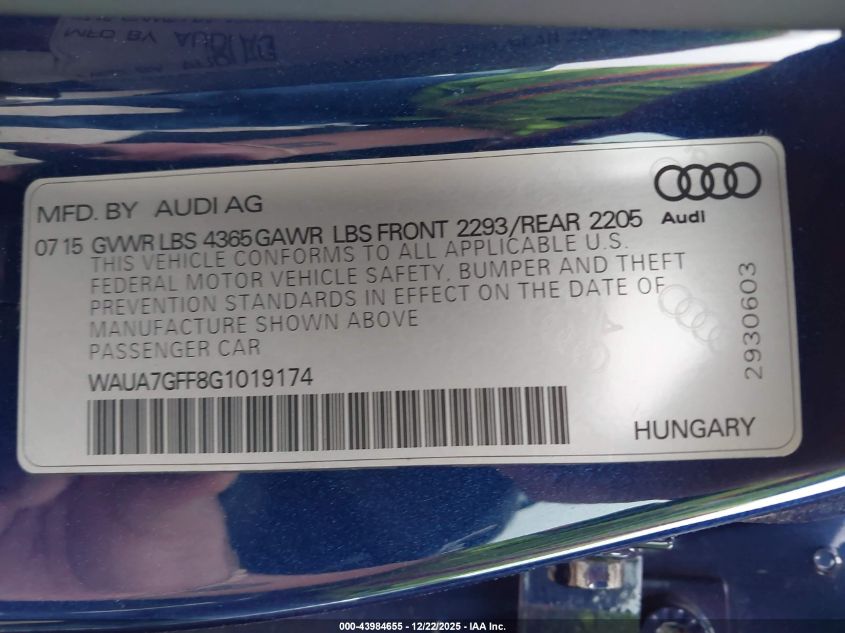 MFD. BY AUDI AG
Audi
07 15 GVWR LBS 4365 GAWR LBS FRONT 2293/REAR 2205
THIS VEHICLE CONFORMS TO ALL APPLICABLE U.S.
FEDERAL MOTOR VEHICLE SAFETY, BUMPER AND THEFT
PREVENTION STANDARDS IN EFFECT ON THE DATE OF
MANUFACTURE SHOWN ABOVE
PASSENGER CAR
WAUA7GFF8G1019174
2930603
HUNGARY
000-43984655 - 12/22/2025 - IAA Inc.